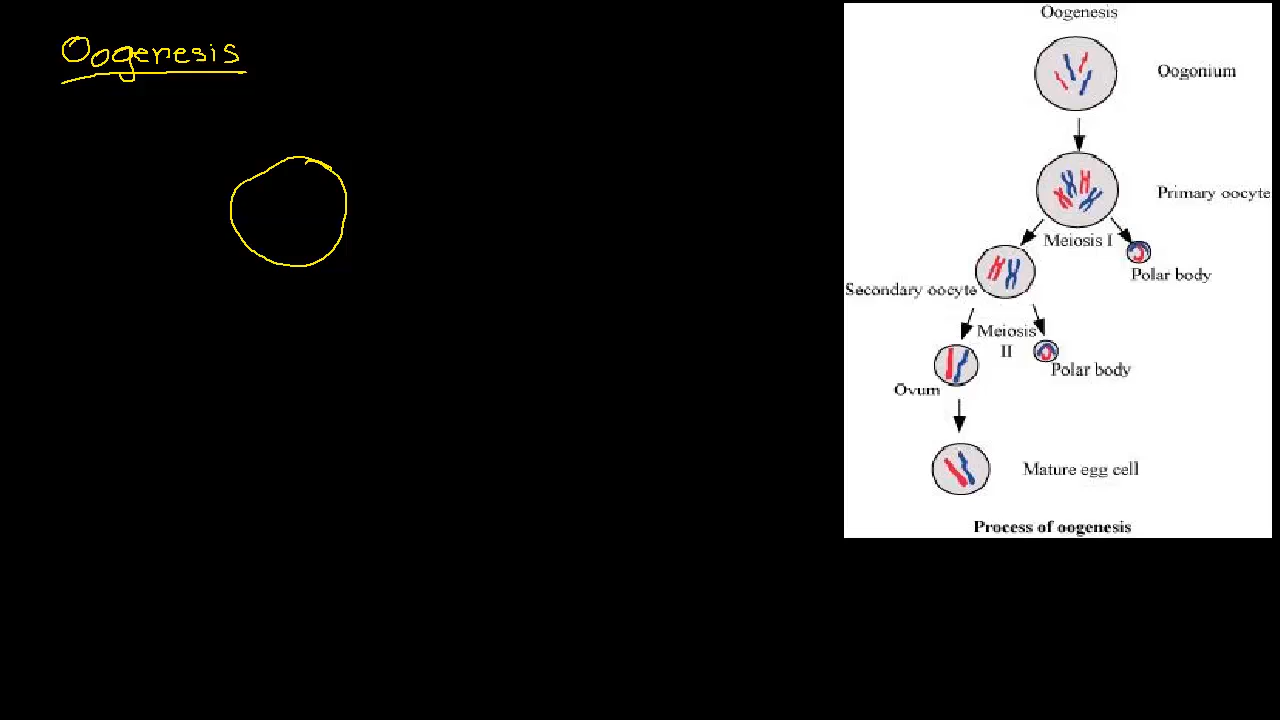 Oogenesis
Oogenesis
Oogonium
Primary oocyte
Meiosis I
Polar body
Secondary oocyte
Meiosis
II
Polar body
Ovum
Mature egg cell
Process of oogenesis